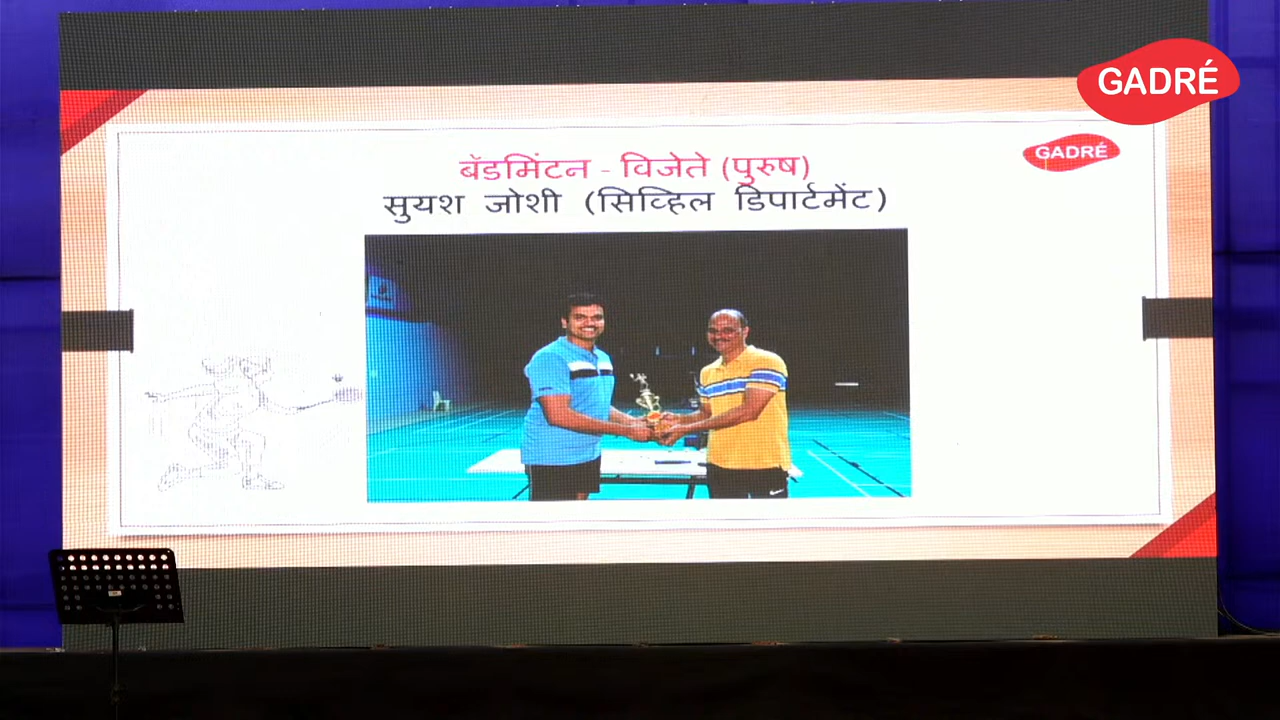 GADRÉ
GADRÉ
बॅडमिंटन - विजेते (पुरुष)
सुयश जोशी (सिव्हिल डिपार्टमेंट)